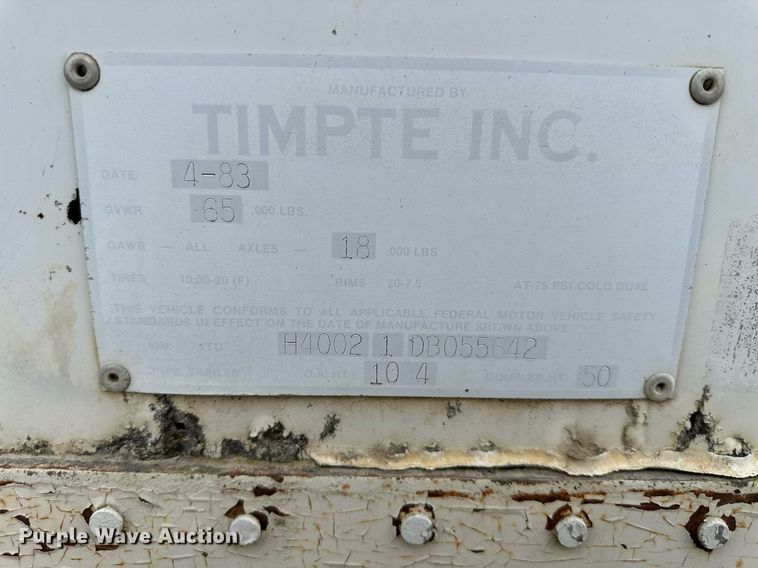 MANUFACTURED BY
TIMPTE INC.
DATE 4-83
GVWR 65 ,000 LBS.
GAWR — ALL AXLES — 18 ,000 LBS
TIRES 10:00-20 (F) RIMS 20-7.5 AT-75 PSI COLD DUAL
THIS VEHICLE CONFORMS TO ALL APPLICABLE FEDERAL MOTOR VEHICLE SAFETY
STANDARDS IN EFFECT ON THE DATE OF MANUFACTURE SHOWN ABOVE.
VIN: 1TD H4002 1 DB055642
TYPE TRAILER O.A. HT. 10 4 COUPLER HT 50
Purple Wave Auction